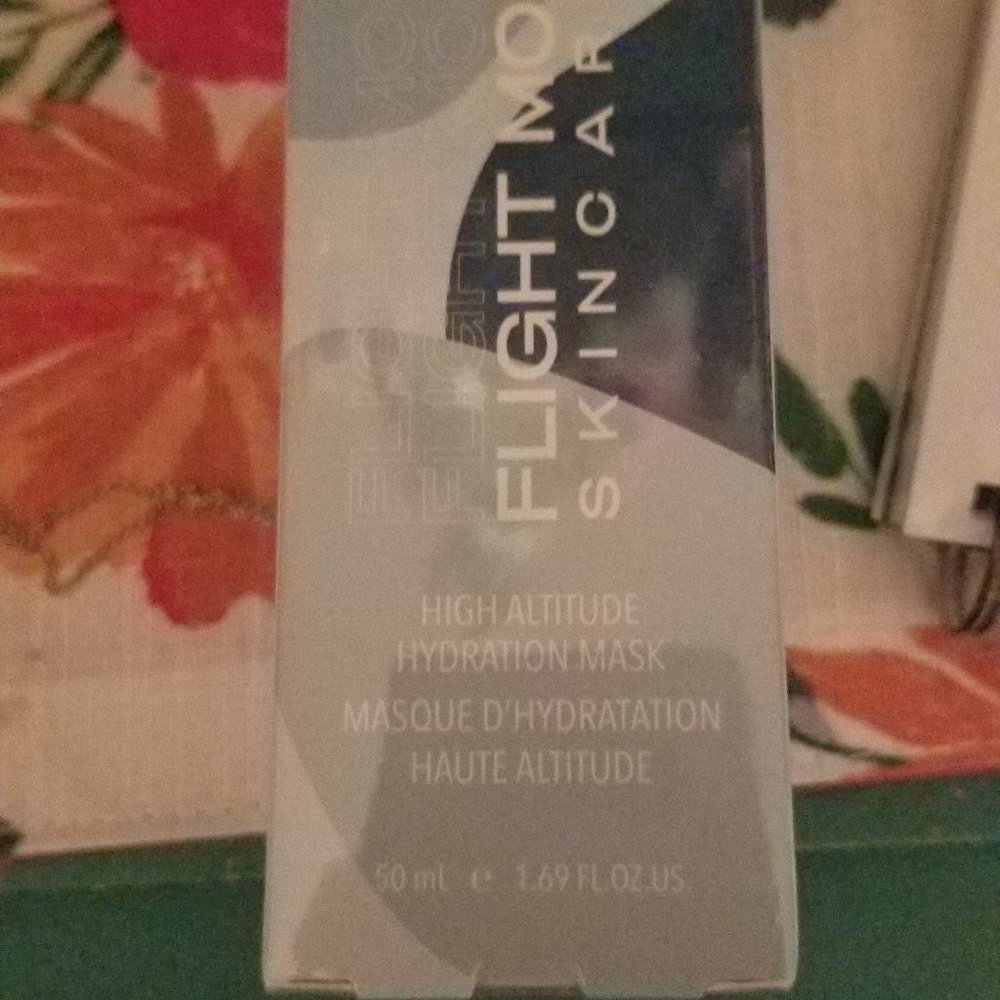 FLIGHT MO
SKINCAR
HIGH ALTITUDE
HYDRATION MASK
MASQUE D'HYDRATATION
HAUTE ALTITUDE
50 mL e 1.69 FL.OZ.US